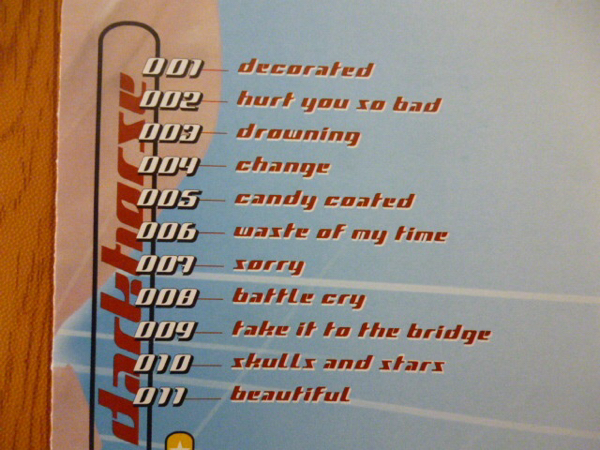 darkharse
001 decorated
002 hurt you so bad
003 drowning
004 change
005 candy coated
006 waste of my time
007 sorry
008 battle cry
009 take it to the bridge
010 skulls and stars
011 beautiful